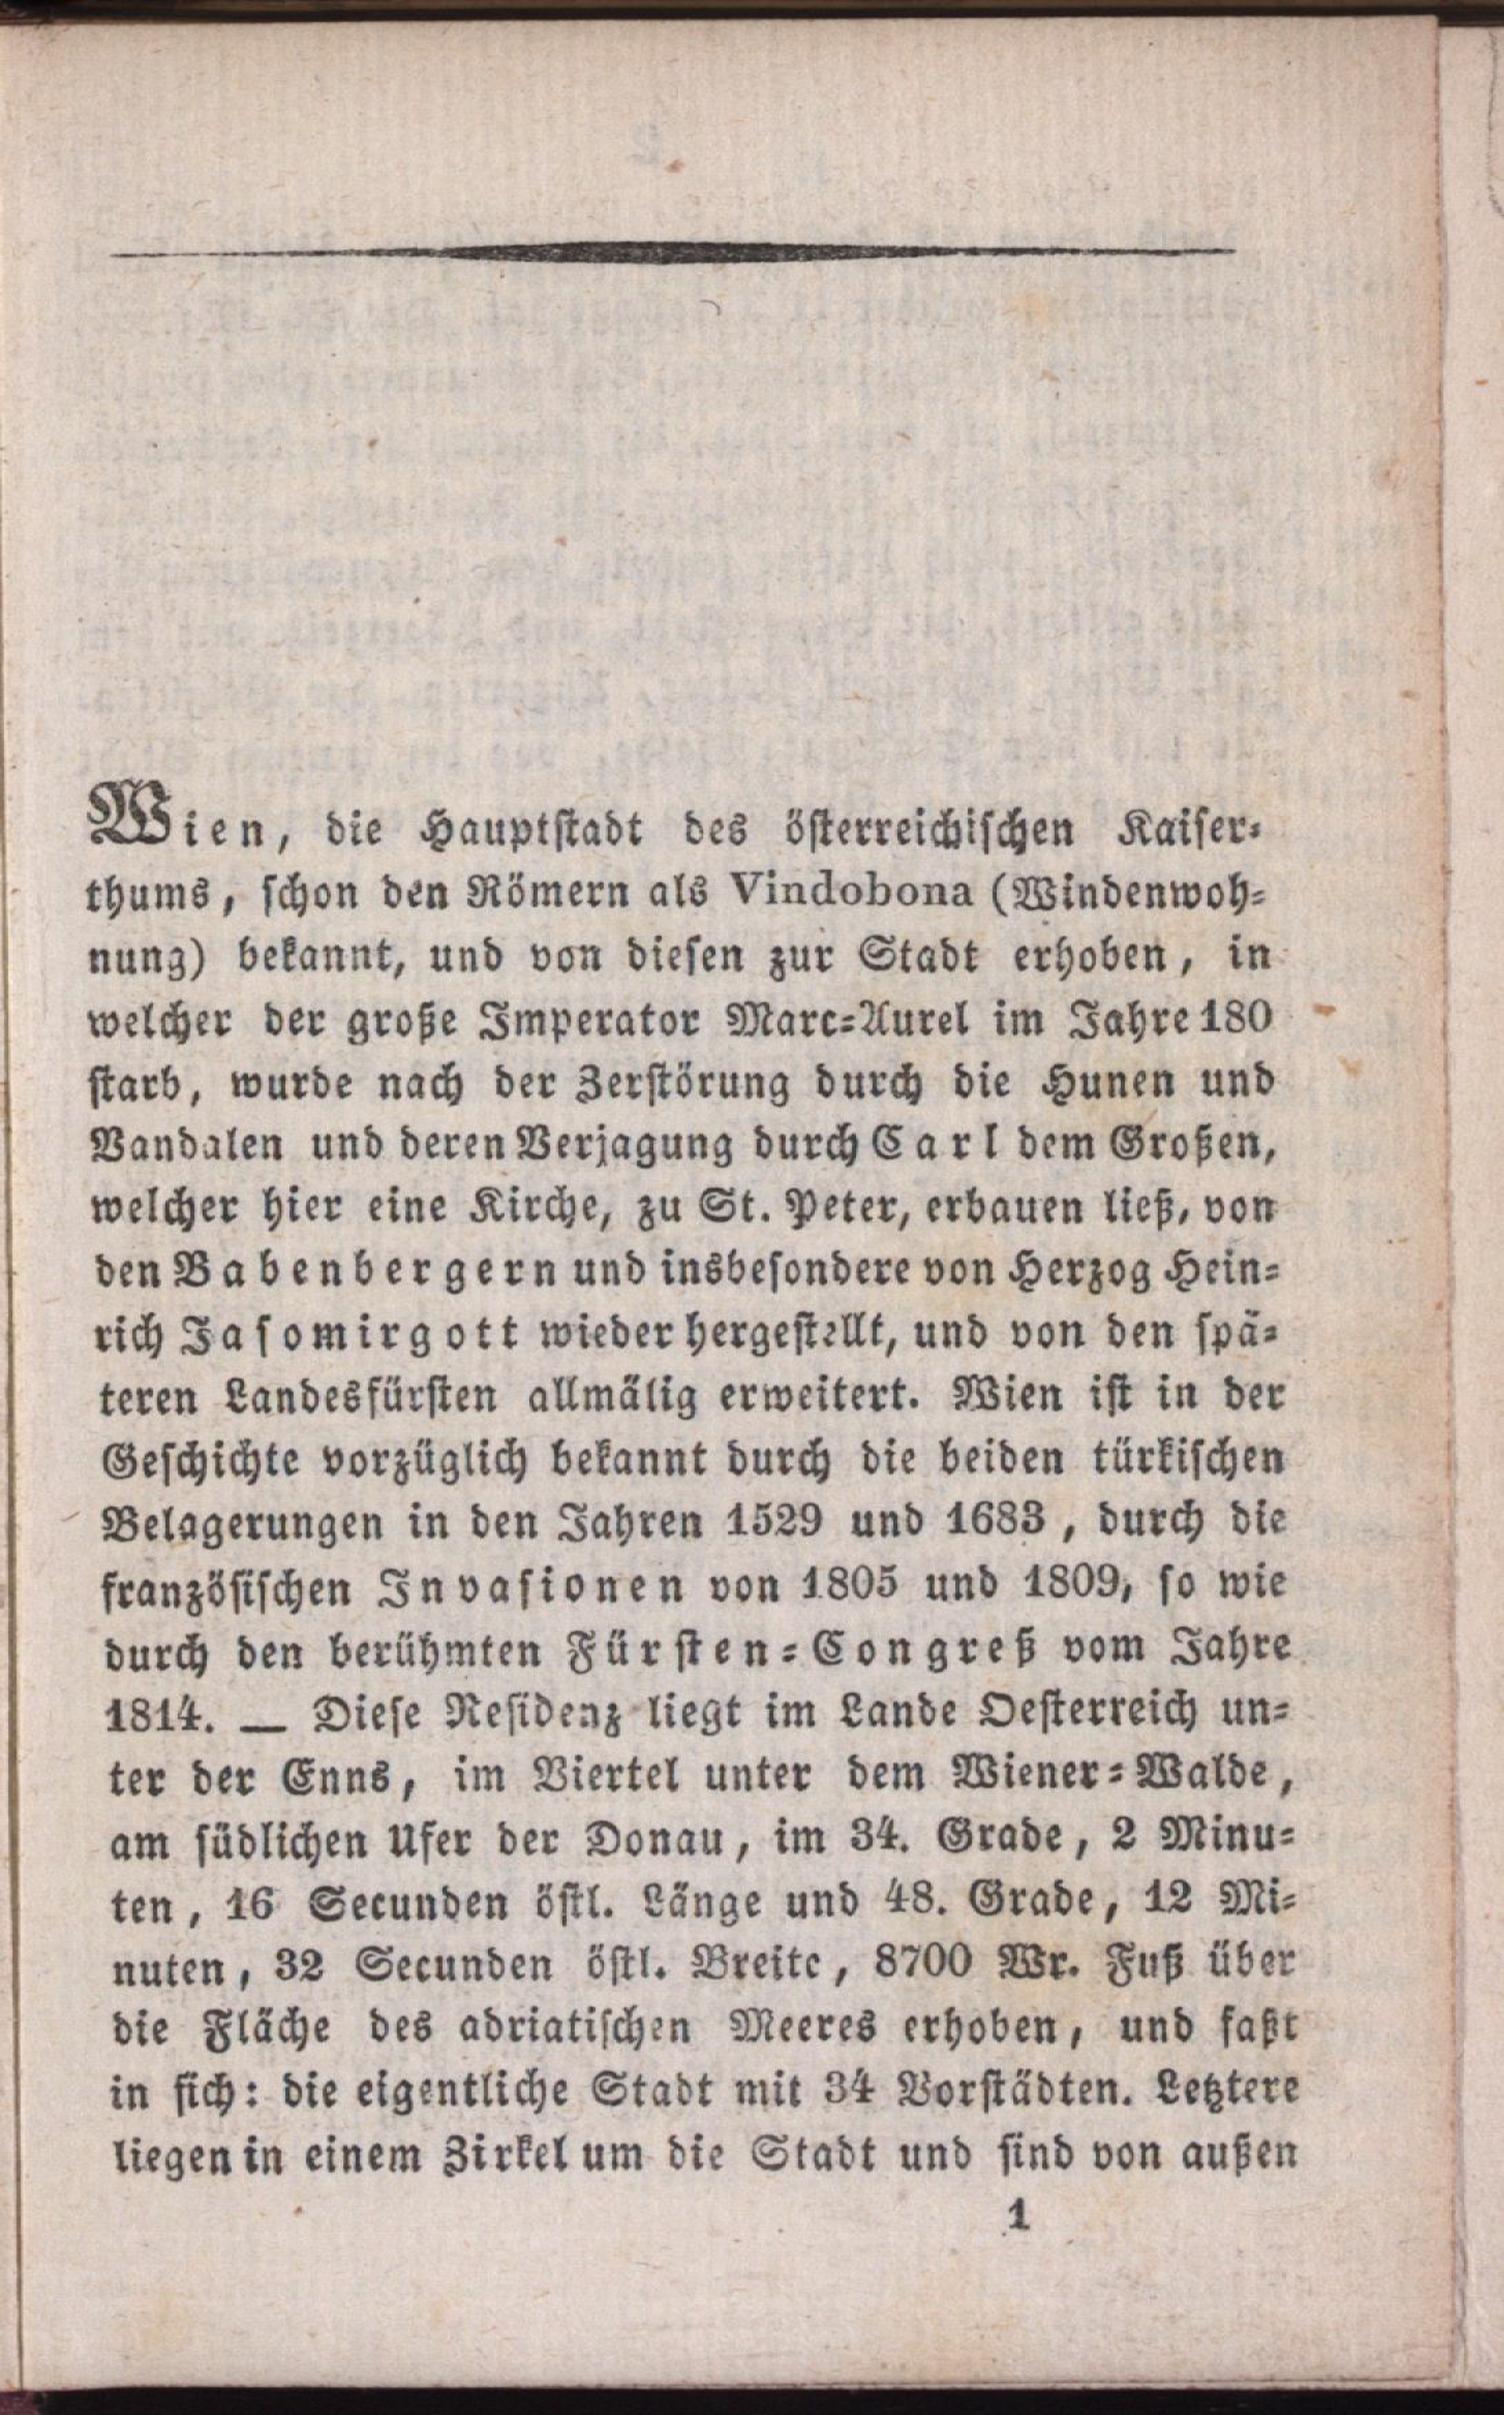 Wien, die Hauptstadt des österreichischen Kaiser-
thums, schon den Römern als Vindobona (Windenwoh-
nung) bekannt, und von diesen zur Stadt erhoben, in
welcher der große Imperator Marc-Aurel im Jahre 180
starb, wurde nach der Zerstörung durch die Hunen und
Vandalen und deren Verjagung durch Carl dem Großen,
welcher hier eine Kirche, zu St. Peter, erbauen ließ, von
den Babenbergern und insbesondere von Herzog Hein-
rich Jasomirgott wieder hergestellt, und von den spä-
teren Landesfürsten allmälig erweitert. Wien ist in der
Geschichte vorzüglich bekannt durch die beiden türkischen
Belagerungen in den Jahren 1529 und 1683, durch die
französischen Invasionen von 1805 und 1809, so wie
durch den berühmten Fürsten-Congreß vom Jahre
1814. — Diese Residenz liegt im Lande Oesterreich un-
ter der Enns, im Viertel unter dem Wiener-Walde,
am südlichen Ufer der Donau, im 34. Grade, 2 Minu-
ten, 16 Secunden östl. Länge und 48. Grade, 12 Mi-
nuten, 32 Secunden östl. Breite, 8700 Wr. Fuß über
die Fläche des adriatischen Meeres erhoben, und faßt
in sich: die eigentliche Stadt mit 34 Vorstädten. Letztere
liegen in einem Zirkel um die Stadt und sind von außen
1